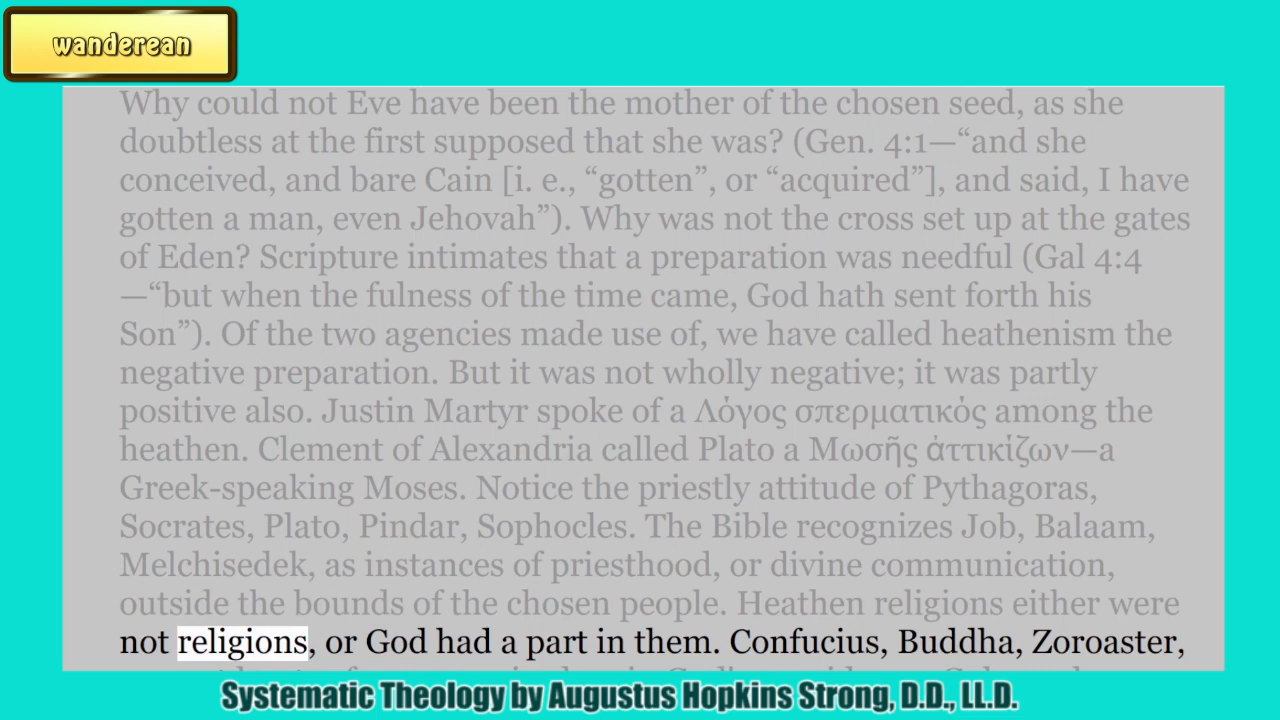 wanderean
Why could not Eve have been the mother of the chosen seed, as she
doubtless at the first supposed that she was? (Gen. 4:1—“and she
conceived, and bare Cain [i. e., “gotten”, or “acquired”], and said, I have
gotten a man, even Jehovah”). Why was not the cross set up at the gates
of Eden? Scripture intimates that a preparation was needful (Gal 4:4
—“but when the fulness of the time came, God hath sent forth his
Son”). Of the two agencies made use of, we have called heathenism the
negative preparation. But it was not wholly negative; it was partly
positive also. Justin Martyr spoke of a Λόγος σπερματικός among the
heathen. Clement of Alexandria called Plato a Μωσῆς ἀττικίζων—a
Greek-speaking Moses. Notice the priestly attitude of Pythagoras,
Socrates, Plato, Pindar, Sophocles. The Bible recognizes Job, Balaam,
Melchisedek, as instances of priesthood, or divine communication,
outside the bounds of the chosen people. Heathen religions either were
not religions, or God had a part in them. Confucius, Buddha, Zoroaster,
Systematic Theology by Augustus Hopkins Strong, D.D., LL.D.